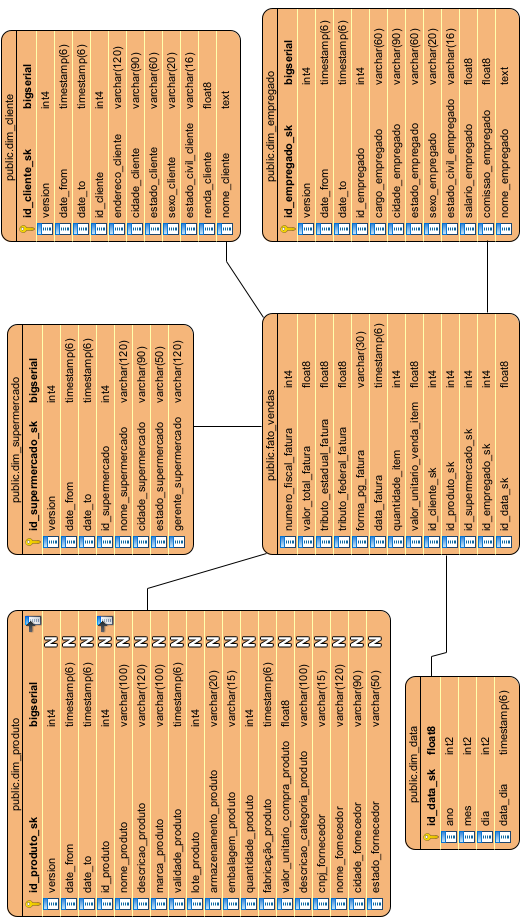 public.dim_produto
id_produto_sk bigserial
version int4 N
date_from timestamp(6) N
date_to timestamp(6) N
id_produto int4 N
nome_produto varchar(100) N
descricao_produto varchar(120) N
marca_produto varchar(100) N
validade_produto timestamp(6) N
lote_produto int4 N
armazenamento_produto varchar(20) N
embalagem_produto varchar(15) N
quantidade_produto int4 N
fabricação_produto timestamp(6) N
valor_unitario_compra_produto float8 N
descricao_categoria_produto varchar(100) N
cnpj_fornecedor varchar(15) N
nome_fornecedor varchar(120) N
cidade_fornecedor varchar(90) N
estado_fornecedor varchar(50) N
public.dim_supermercado
id_supermercado_sk bigserial
version int4
date_from timestamp(6)
date_to timestamp(6)
id_supermercado int4
nome_supermercado varchar(120)
cidade_supermercado varchar(90)
estado_supermercado varchar(50)
gerente_supermercado varchar(120)
public.dim_cliente
id_cliente_sk bigserial
version int4
date_from timestamp(6)
date_to timestamp(6)
id_cliente int4
endereco_cliente varchar(120)
cidade_cliente varchar(90)
estado_cliente varchar(60)
sexo_cliente varchar(20)
estado_civil_cliente varchar(16)
renda_cliente float8
nome_cliente text
public.dim_data
id_data_sk float8
ano int2
mes int2
dia int2
data_dia timestamp(6)
public.fato_vendas
numero_fiscal_fatura int4
valor_total_fatura float8
tributo_estadual_fatura float8
tributo_federal_fatura float8
forma_pg_fatura varchar(30)
data_fatura timestamp(6)
quantidade_item int4
valor_unitario_venda_item float8
id_cliente_sk int4
id_produto_sk int4
id_supermercado_sk int4
id_empregado_sk int4
id_data_sk float8
public.dim_empregado
id_empregado_sk bigserial
version int4
date_from timestamp(6)
date_to timestamp(6)
id_empregado int4
cargo_empregado varchar(60)
cidade_empregado varchar(90)
estado_empregado varchar(60)
sexo_empregado varchar(20)
estado_civil_empregado varchar(16)
salario_empregado float8
comissao_empregado float8
nome_empregado text